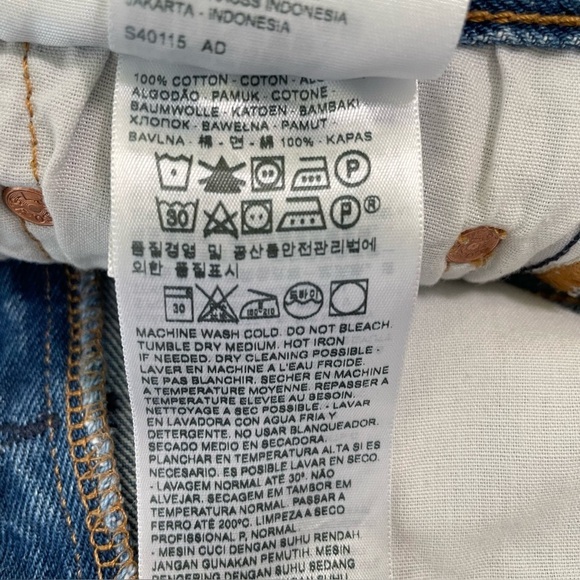 INDONESIA
JAKARTA - INDONESIA
S40115 AD
100% COTTON - COTON -
ALGODÃO - PAMUK - COTONE -
BAUMWOLLE - KATOEN - BAMBAKI
ХЛОПОК - BAWEŁNA - PAMUT -
BAVLNA - 棉 - 연 - 綿 100% - KAPAS
P
30 P ®
품질경영 및 공산품안전관리법에
의한 품질표시
30
MACHINE WASH COLD. DO NOT BLEACH.
TUMBLE DRY MEDIUM. HOT IRON
IF NEEDED. DRY CLEANING POSSIBLE -
LAVER EN MACHINE A L'EAU FROIDE.
NE PAS BLANCHIR. SECHER EN MACHINE
A TEMPERATURE MOYENNE. REPASSER A
TEMPERATURE ELEVEE AU BESOIN.
NETTOYAGE A SEC POSSIBLE. - LAVAR
EN LAVADORA CON AGUA FRIA Y
DETERGENTE. NO USAR BLANQUEADOR.
SECADO MEDIO EN SECADORA.
PLANCHAR EN TEMPERATURA ALTA SI ES
NECESARIO. ES POSIBLE LAVAR EN SECO.
- LAVAGEM NORMAL ATÉ 30°. NÃO
ALVEJAR. SECAGEM EM TAMBOR EM
TEMPERATURA NORMAL. PASSAR A
FERRO ATÉ 200°C. LIMPEZA A SECO
PROFISSIONAL P, NORMAL.
- MESIN CUCI DENGAN SUHU RENDAH.
JANGAN GUNAKAN PEMUTIH. MESIN